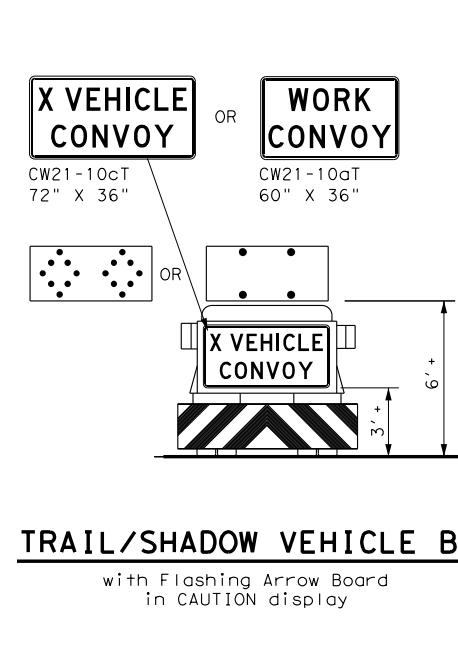 X VEHICLE
CONVOY
OR
WORK
CONVOY
CW21-10cT
72" X 36"
CW21-10aT
60" X 36"
OR
X VEHICLE
CONVOY
6' +
3' +
TRAIL/SHADOW VEHICLE B
with Flashing Arrow Board
in CAUTION display